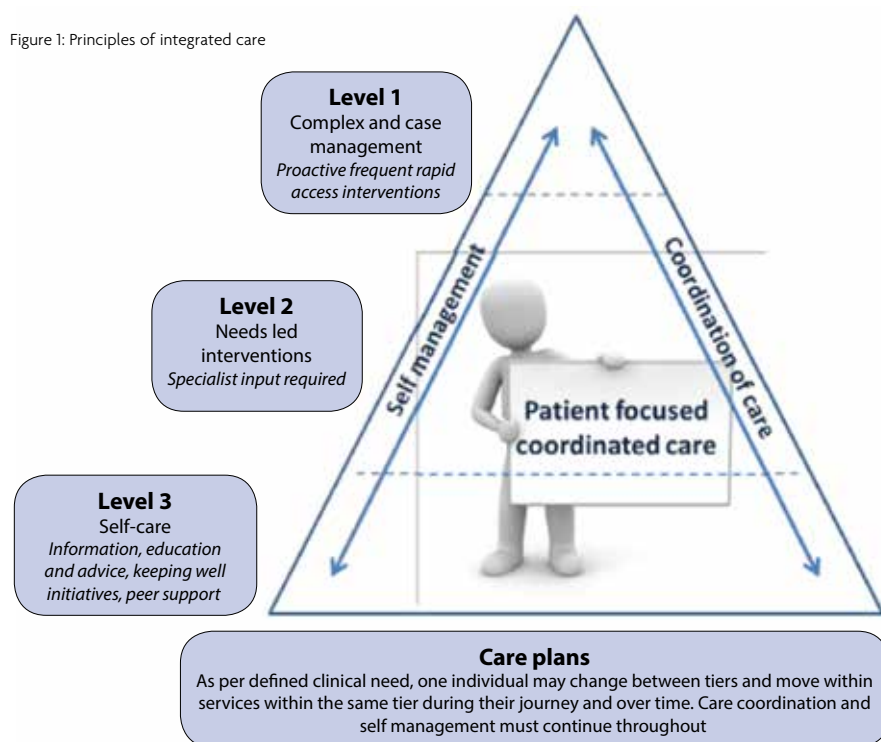 Figure 1: Principles of integrated care
Level 1
Complex and case
management
Proactive frequent rapid
access interventions
Level 2
Needs led
interventions
Specialist input required
Level 3
Self-care
Information, education
and advice, keeping well
initiatives, peer support
Self management
Coordination of care
Patient focused
coordinated care
Care plans
As per defined clinical need, one individual may change between tiers and move within
services within the same tier during their journey and over time. Care coordination and
self management must continue throughout